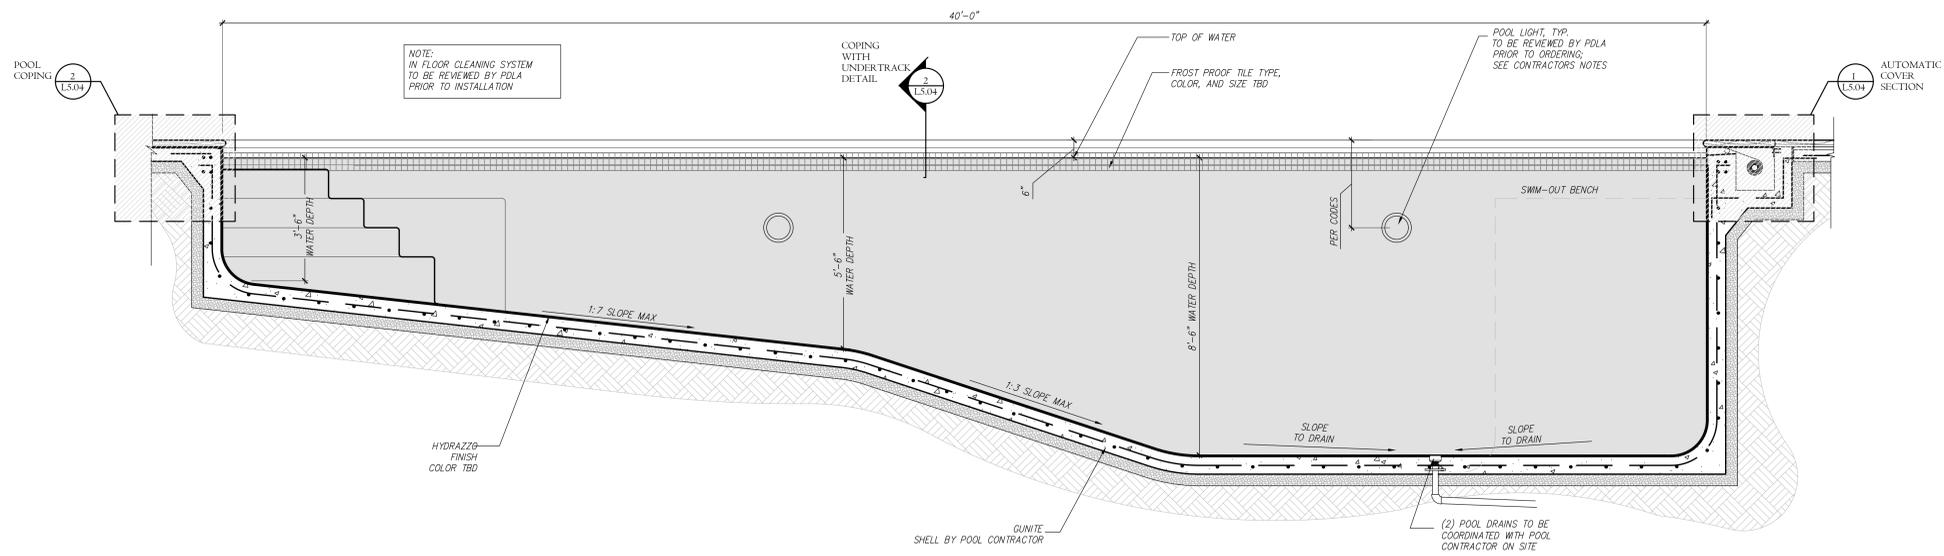 40'-0"
POOL
COPING
2
L5.04
NOTE:
IN FLOOR CLEANING SYSTEM
TO BE REVIEWED BY PDLA
PRIOR TO INSTALLATION
COPING
WITH
UNDERTRACK
DETAIL
2
L5.04
TOP OF WATER
FROST PROOF TILE TYPE,
COLOR, AND SIZE TBD
POOL LIGHT, TYP.
TO BE REVIEWED BY PDLA
PRIOR TO ORDERING;
SEE CONTRACTORS NOTES
1
L5.04
AUTOMATIC
COVER
SECTION
3'-6"
WATER DEPTH
5'-6"
WATER DEPTH
6"
8'-6" WATER DEPTH
PER CODES
SWIM-OUT BENCH
1:7 SLOPE MAX
1:3 SLOPE MAX
SLOPE
TO DRAIN
SLOPE
TO DRAIN
HYDRAZZO
FINISH
COLOR TBD
GUNITE
SHELL BY POOL CONTRACTOR
(2) POOL DRAINS TO BE
COORDINATED WITH POOL
CONTRACTOR ON SITE